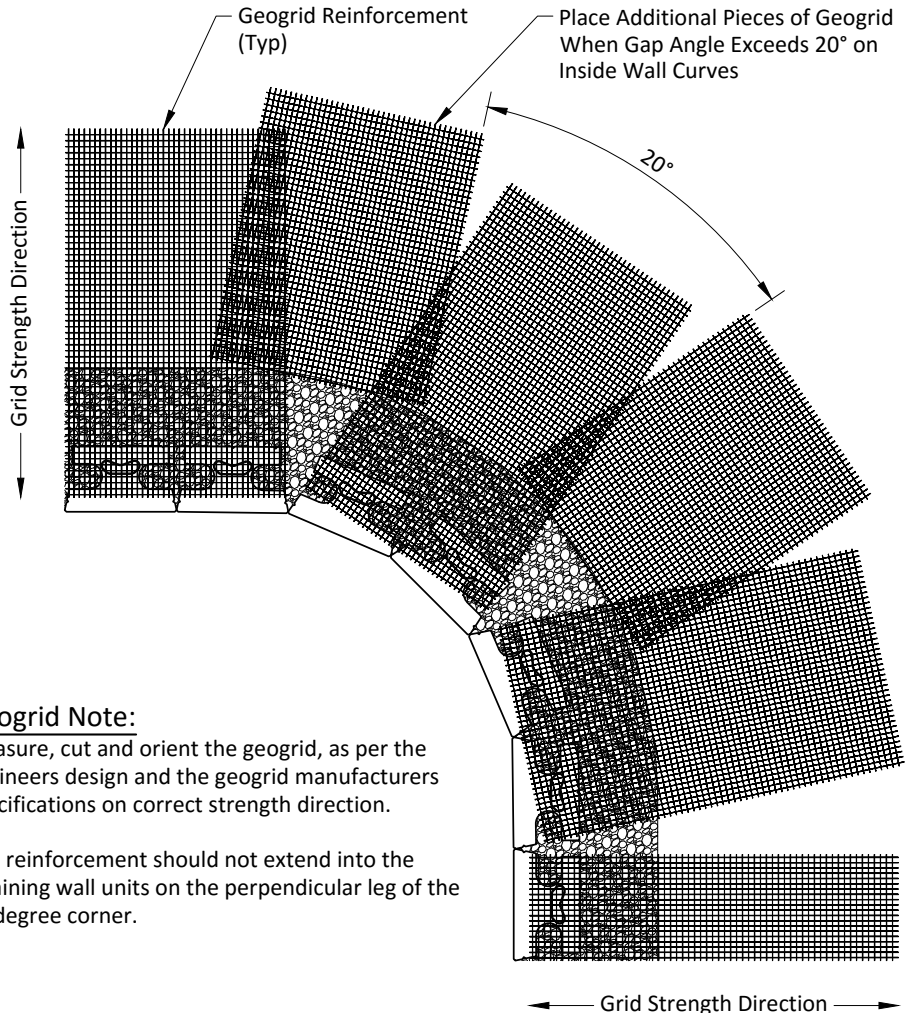 Geogrid Reinforcement
(Typ)
Place Additional Pieces of Geogrid
When Gap Angle Exceeds 20° on
Inside Wall Curves
20°
Grid Strength Direction
ogrid Note:
asure, cut and orient the geogrid, as per the
ineers design and the geogrid manufacturers
cifications on correct strength direction.
reinforcement should not extend into the
ining wall units on the perpendicular leg of the
degree corner.
Grid Strength Direction